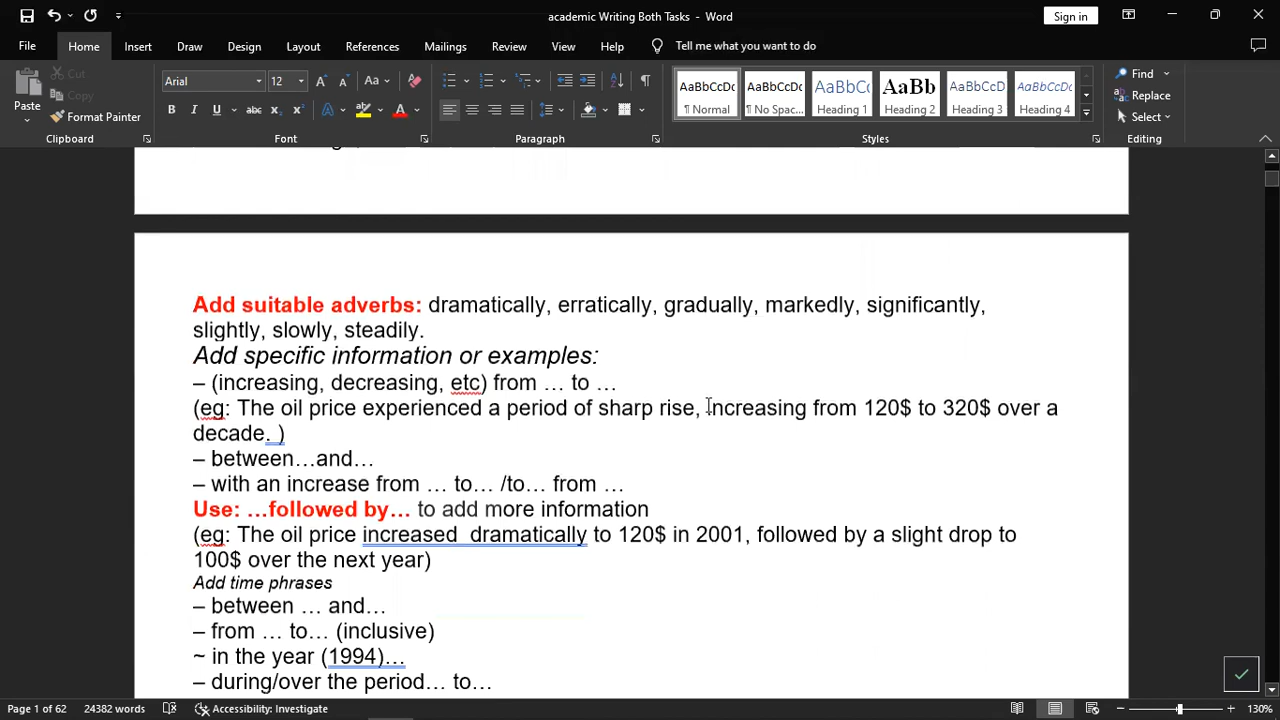 academic Writing Both Tasks - Word
Sign in
File Home Insert Draw Design Layout References Mailings Review View Help Tell me what you want to do
Paste
Cut
Copy
Format Painter
Clipboard
Arial 12
Aa
B I U abc A A
Font
Paragraph
AaBbCcDc AaBbCcDc AaBbC( AaBb AaBbCcD AaBbCcD
¶ Normal ¶ No Spac... Heading 1 Heading 2 Heading 3 Heading 4
Styles
Find
Replace
Select
Editing
Add suitable adverbs: dramatically, erratically, gradually, markedly, significantly,
slightly, slowly, steadily.
Add specific information or examples:
– (increasing, decreasing, etc) from … to …
(eg: The oil price experienced a period of sharp rise, increasing from 120$ to 320$ over a
decade. )
– between…and…
– with an increase from … to… /to… from …
Use: …followed by… to add more information
(eg: The oil price increased  dramatically to 120$ in 2001, followed by a slight drop to
100$ over the next year)
Add time phrases
– between … and…
– from … to… (inclusive)
~ in the year (1994)…
– during/over the period… to…
Page 1 of 62 24382 words Accessibility: Investigate 130%